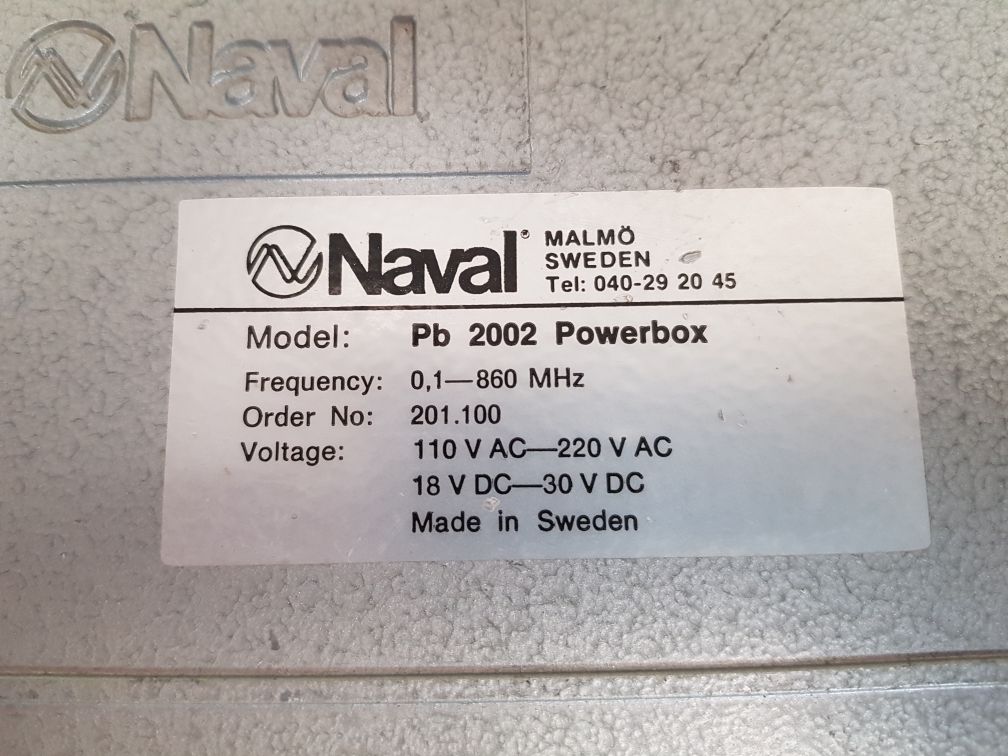 Naval
Naval® MALMÖ
SWEDEN
Tel: 040-29 20 45
Model: Pb 2002 Powerbox
Frequency: 0,1—860 MHz
Order No: 201.100
Voltage: 110 V AC—220 V AC
18 V DC—30 V DC
Made in Sweden